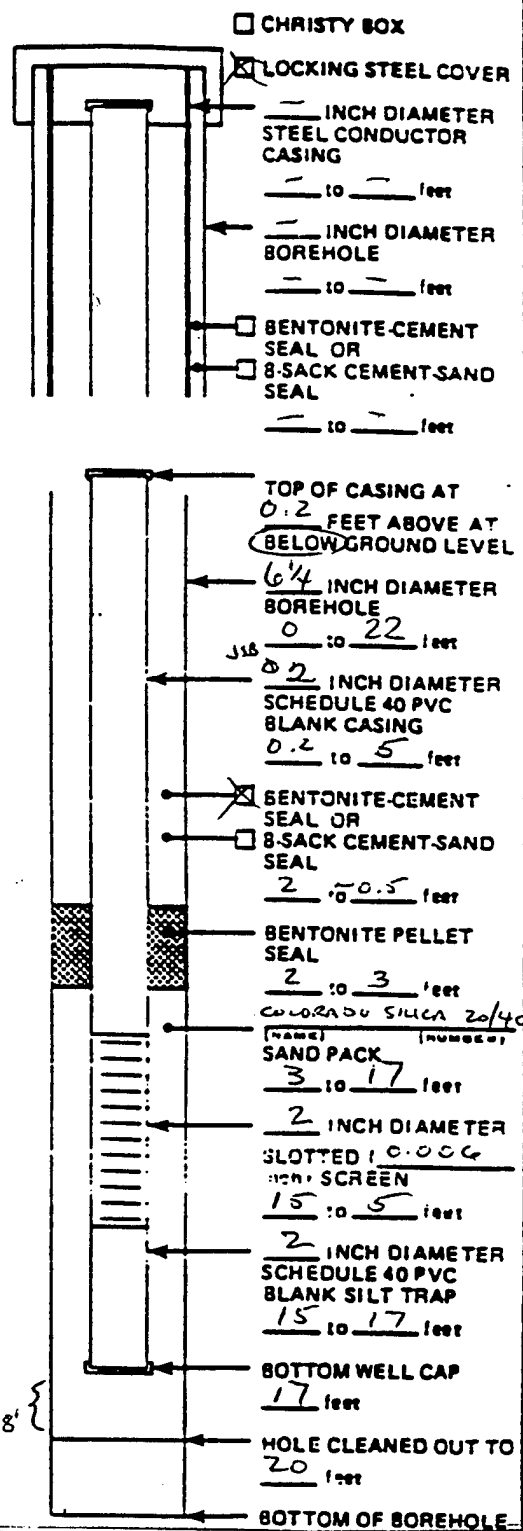 CHRISTY BOX
LOCKING STEEL COVER
– INCH DIAMETER
STEEL CONDUCTOR
CASING
– to – feet
– INCH DIAMETER
BOREHOLE
– to – feet
BENTONITE-CEMENT
SEAL OR
8-SACK CEMENT-SAND
SEAL
– to – feet
TOP OF CASING AT
0.2 FEET ABOVE AT
BELOW GROUND LEVEL
6 1/4 INCH DIAMETER
BOREHOLE
0 to 22 feet
2 INCH DIAMETER
SCHEDULE 40 PVC
BLANK CASING
0.2 to 5 feet
BENTONITE-CEMENT
SEAL OR
8-SACK CEMENT-SAND
SEAL
2 to 0.5 feet
BENTONITE PELLET
SEAL
2 to 3 feet
COLORADO SILICA 20/40
(NAME) (NUMBER)
SAND PACK
3 to 17 feet
2 INCH DIAMETER
SLOTTED ( 0.006
inch) SCREEN
15 to 5 feet
2 INCH DIAMETER
SCHEDULE 40 PVC
BLANK SILT TRAP
15 to 17 feet
BOTTOM WELL CAP
17 feet
8'
HOLE CLEANED OUT TO
20 feet
BOTTOM OF BOREHOLE